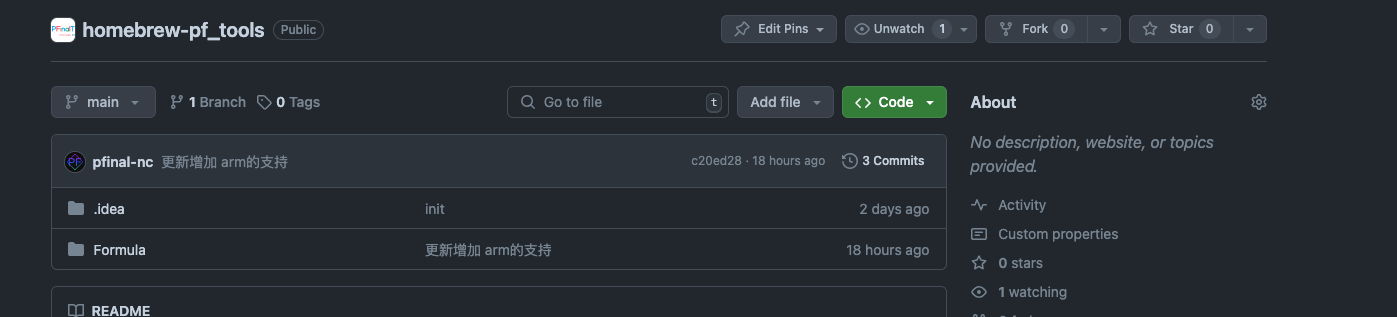 homebrew-pf_tools Public Edit Pins Unwatch 1 Fork 0 Star 0
main 1 Branch 0 Tags Go to file t Add file Code About
No description, website, or topics provided.
pfinal-nc 更新增加 arm的支持 c20ed28 · 18 hours ago 3 Commits
.idea init 2 days ago
Activity
Custom properties
Formula 更新增加 arm的支持 18 hours ago
0 stars
1 watching
README